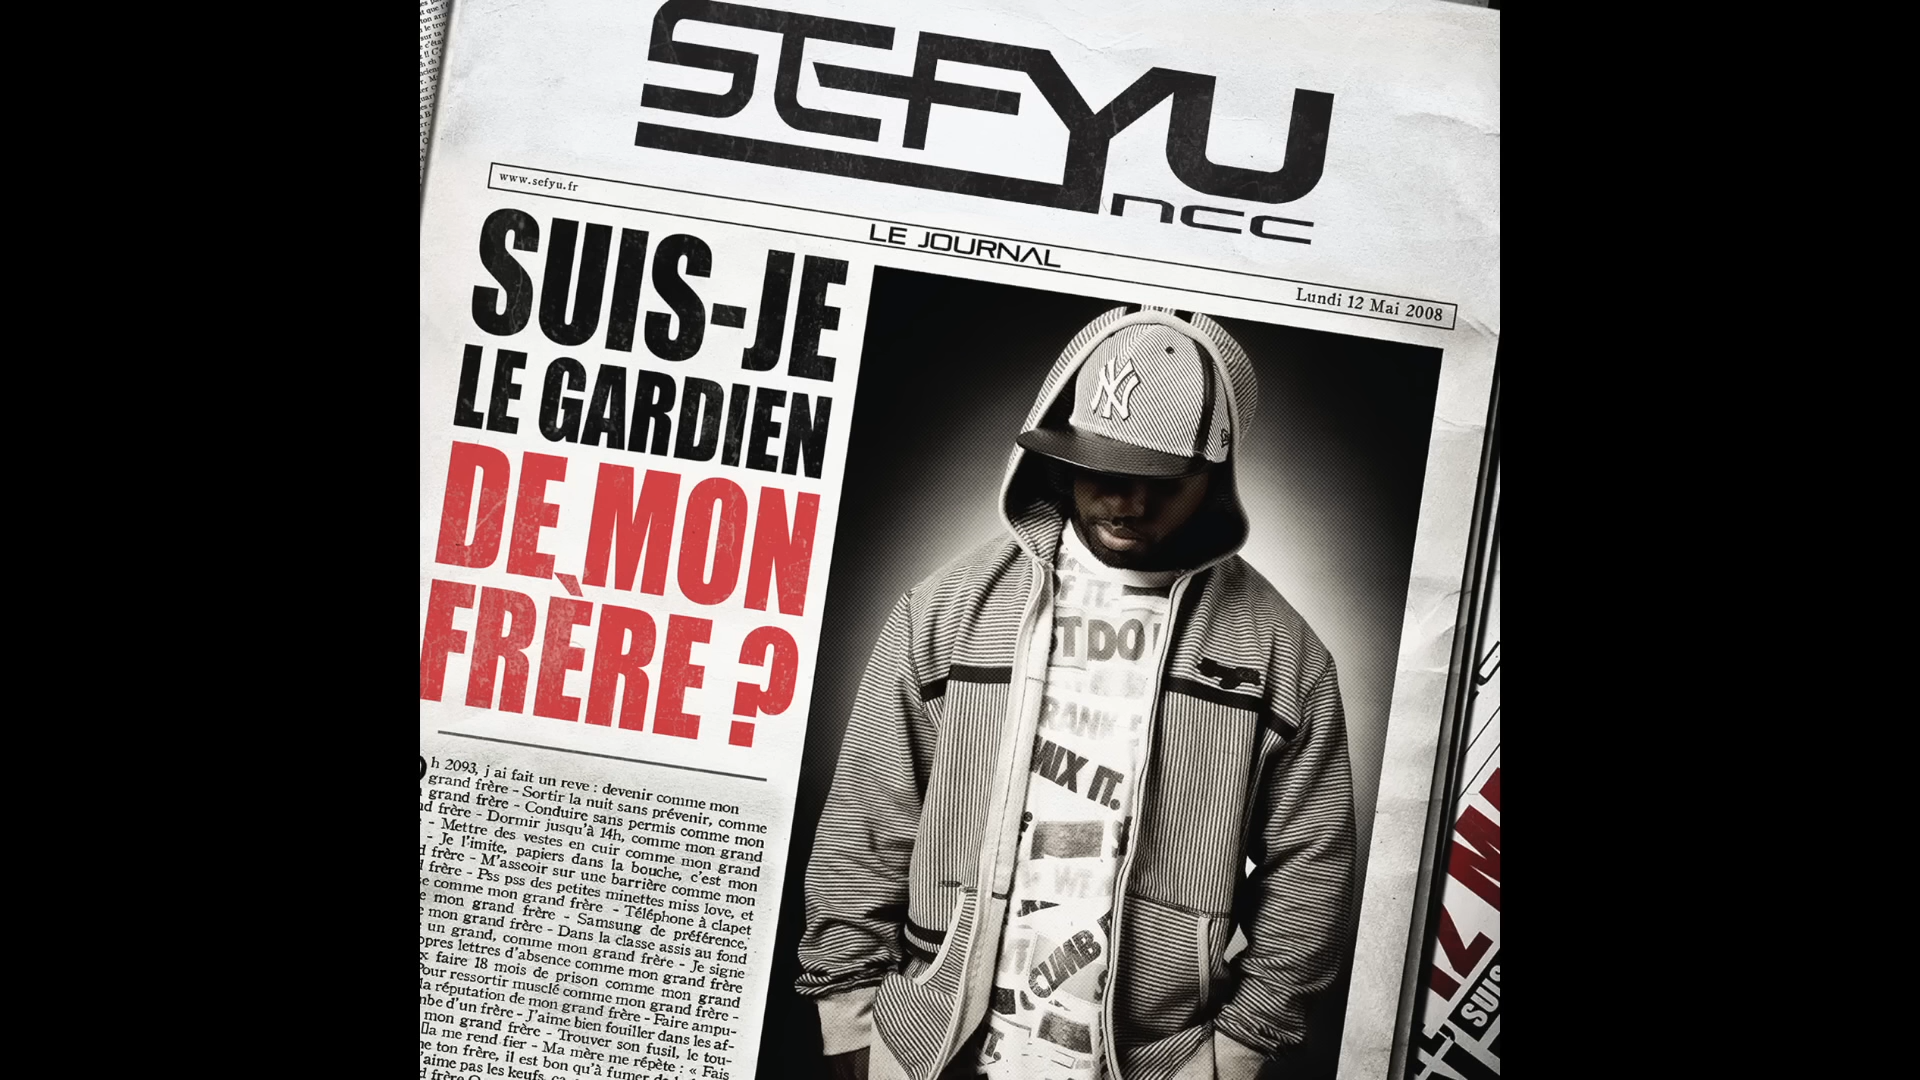 SEFYU
ncc
www.sefyu.fr
LE JOURNAL
Lundi 12 Mai 2008
SUIS-JE
LE GARDIEN
DE MON
FRÈRE ?
h 2093, j ai fait un reve : devenir comme mon
grand frère - Sortir la nuit sans prévenir, comme
grand frère - Conduire sans permis comme mon
frère - Dormir jusqu'à 14h, comme mon grand
- Mettre des vestes en cuir comme mon grand
- Je l'imite, papiers dans la bouche, c'est mon
frère - M'asseoir sur une barrière comme mon
frère - Pss pss des petites minettes miss love, et
comme mon grand frère - Téléphone à clapet
mon grand frère - Samsung de préférence,
mon grand frère - Dans la classe assis au fond
un grand, comme mon grand frère - Je signe
lettres d'absence comme mon grand frère
faire 18 mois de prison comme mon grand
Pour ressortir musclé comme mon grand frère -
la réputation de mon grand frère - Faire ampu-
d'un frère - J'aime bien fouiller dans les af-
mon grand frère - Trouver son fusil, le tou-
me rend fier - Ma mère me répète : « Fais
ton frère, il est bon qu'à fumer
aime pas les keufs,
frère
NY
IT.
DO
MIX IT.
CLIMB